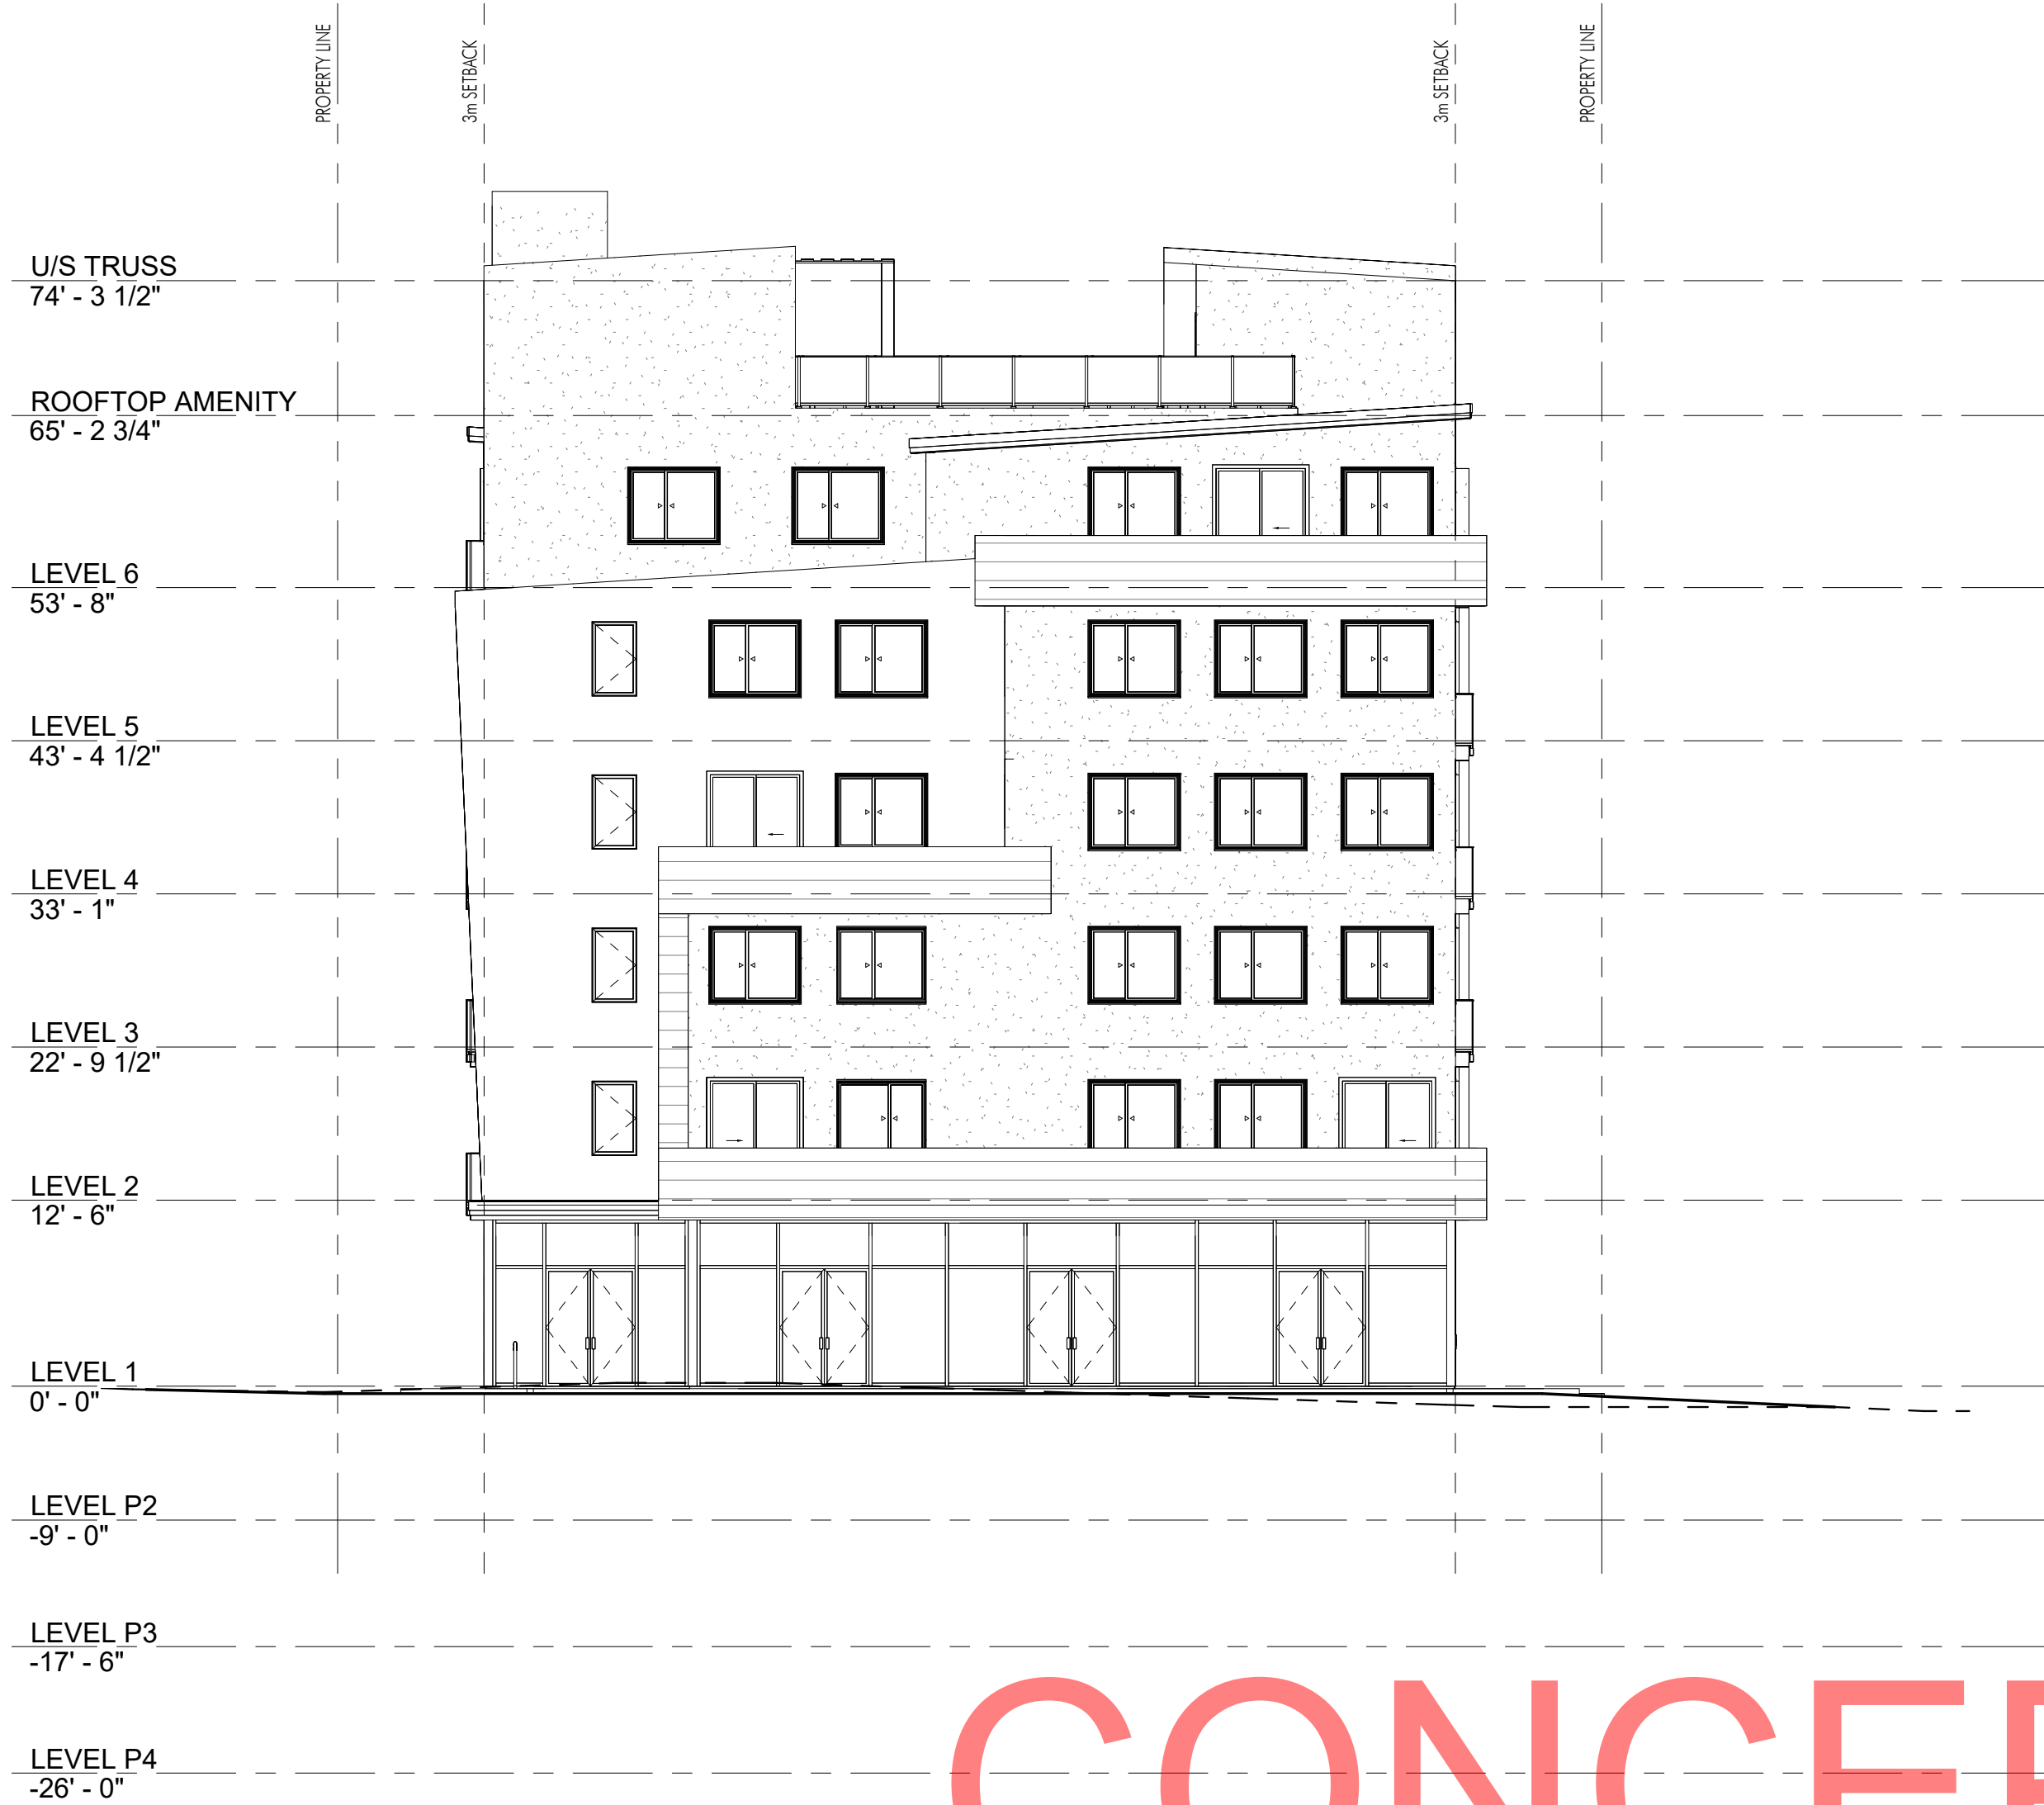 PROPERTY LINE
3m SETBACK
3m SETBACK
PROPERTY LINE
U/S TRUSS
74' - 3 1/2"
ROOFTOP AMENITY
65' - 2 3/4"
LEVEL 6
53' - 8"
LEVEL 5
43' - 4 1/2"
LEVEL 4
33' - 1"
LEVEL 3
22' - 9 1/2"
LEVEL 2
12' - 6"
LEVEL 1
0' - 0"
LEVEL P2
-9' - 0"
LEVEL P3
-17' - 6"
LEVEL P4
-26' - 0"